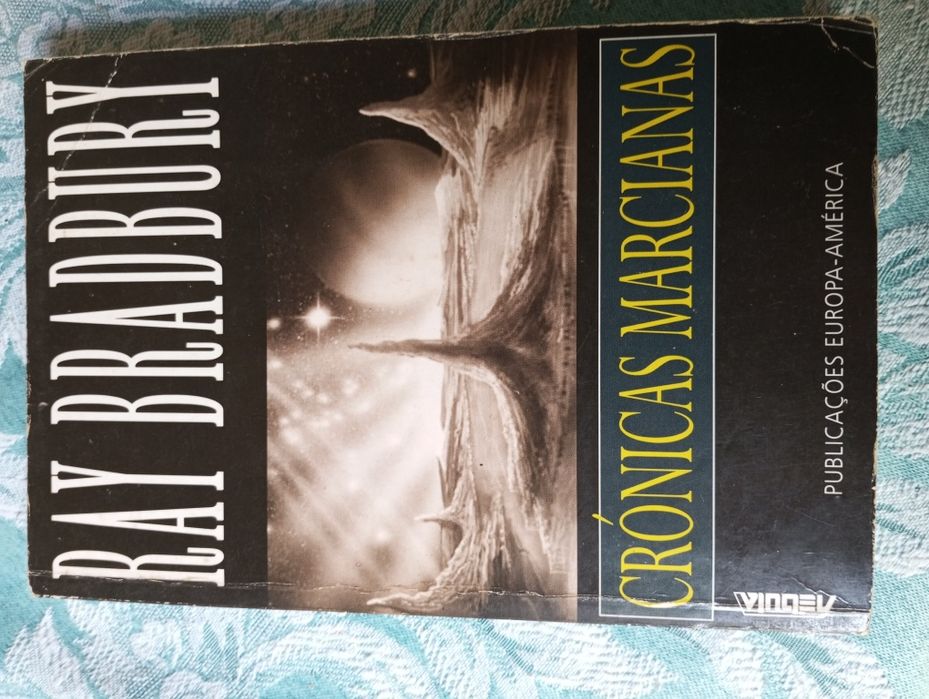 RAY BRADBURY
CRÓNICAS MARCIANAS
PUBLICAÇÕES EUROPA-AMÉRICA